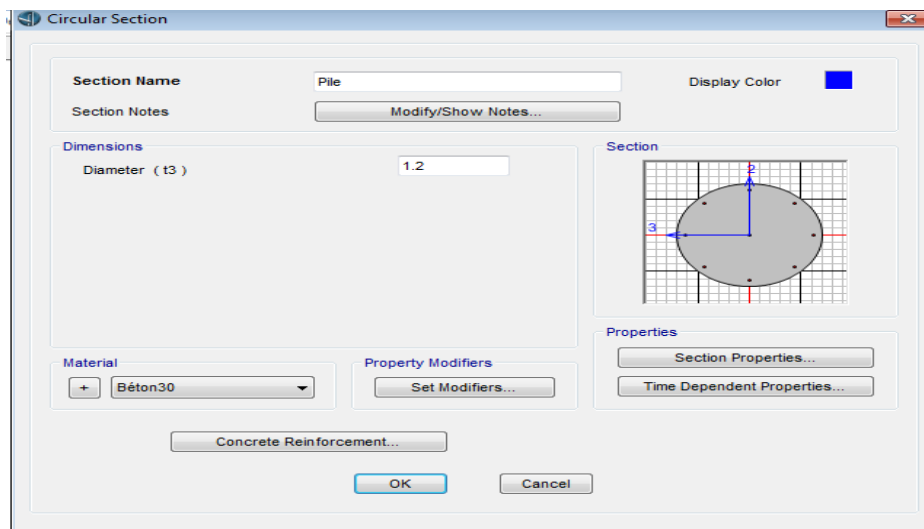 Circular Section
Section Name Pile Display Color
Section Notes Modify/Show Notes...
Dimensions
Diameter ( t3 ) 1.2
Section
2
3
Properties
Section Properties...
Time Dependent Properties...
Material
+ Béton30
Property Modifiers
Set Modifiers...
Concrete Reinforcement...
OK Cancel